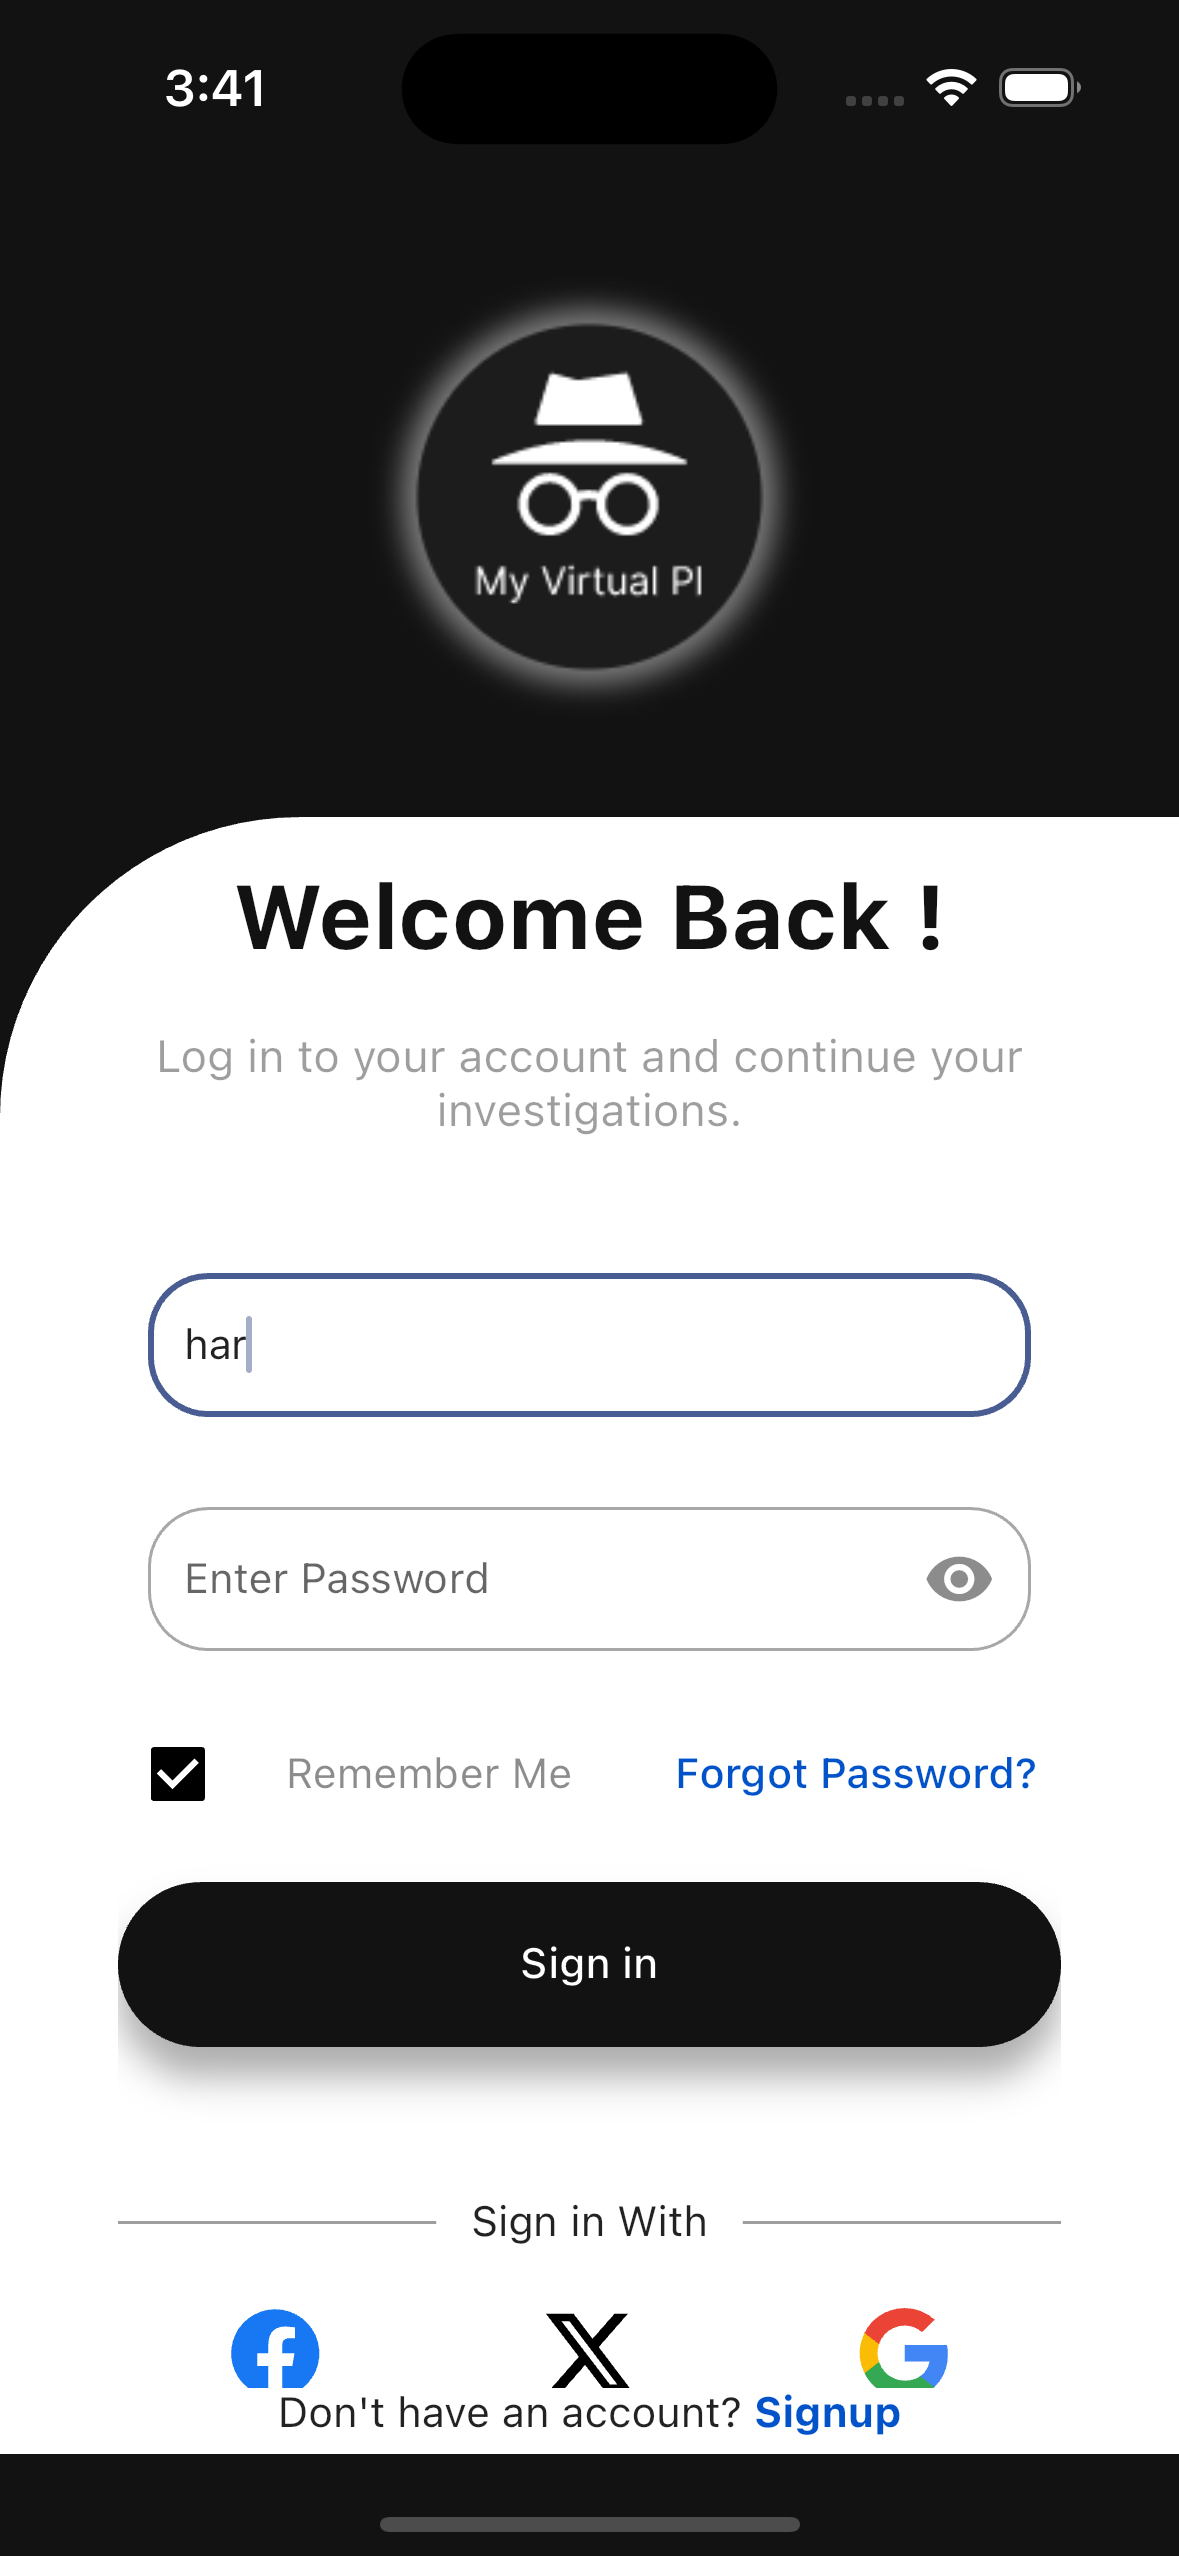 3:41
My Virtual PI
Welcome Back !
Log in to your account and continue your
investigations.
har
Enter Password
Remember Me
Forgot Password?
Sign in
Sign in With
Don't have an account? Signup